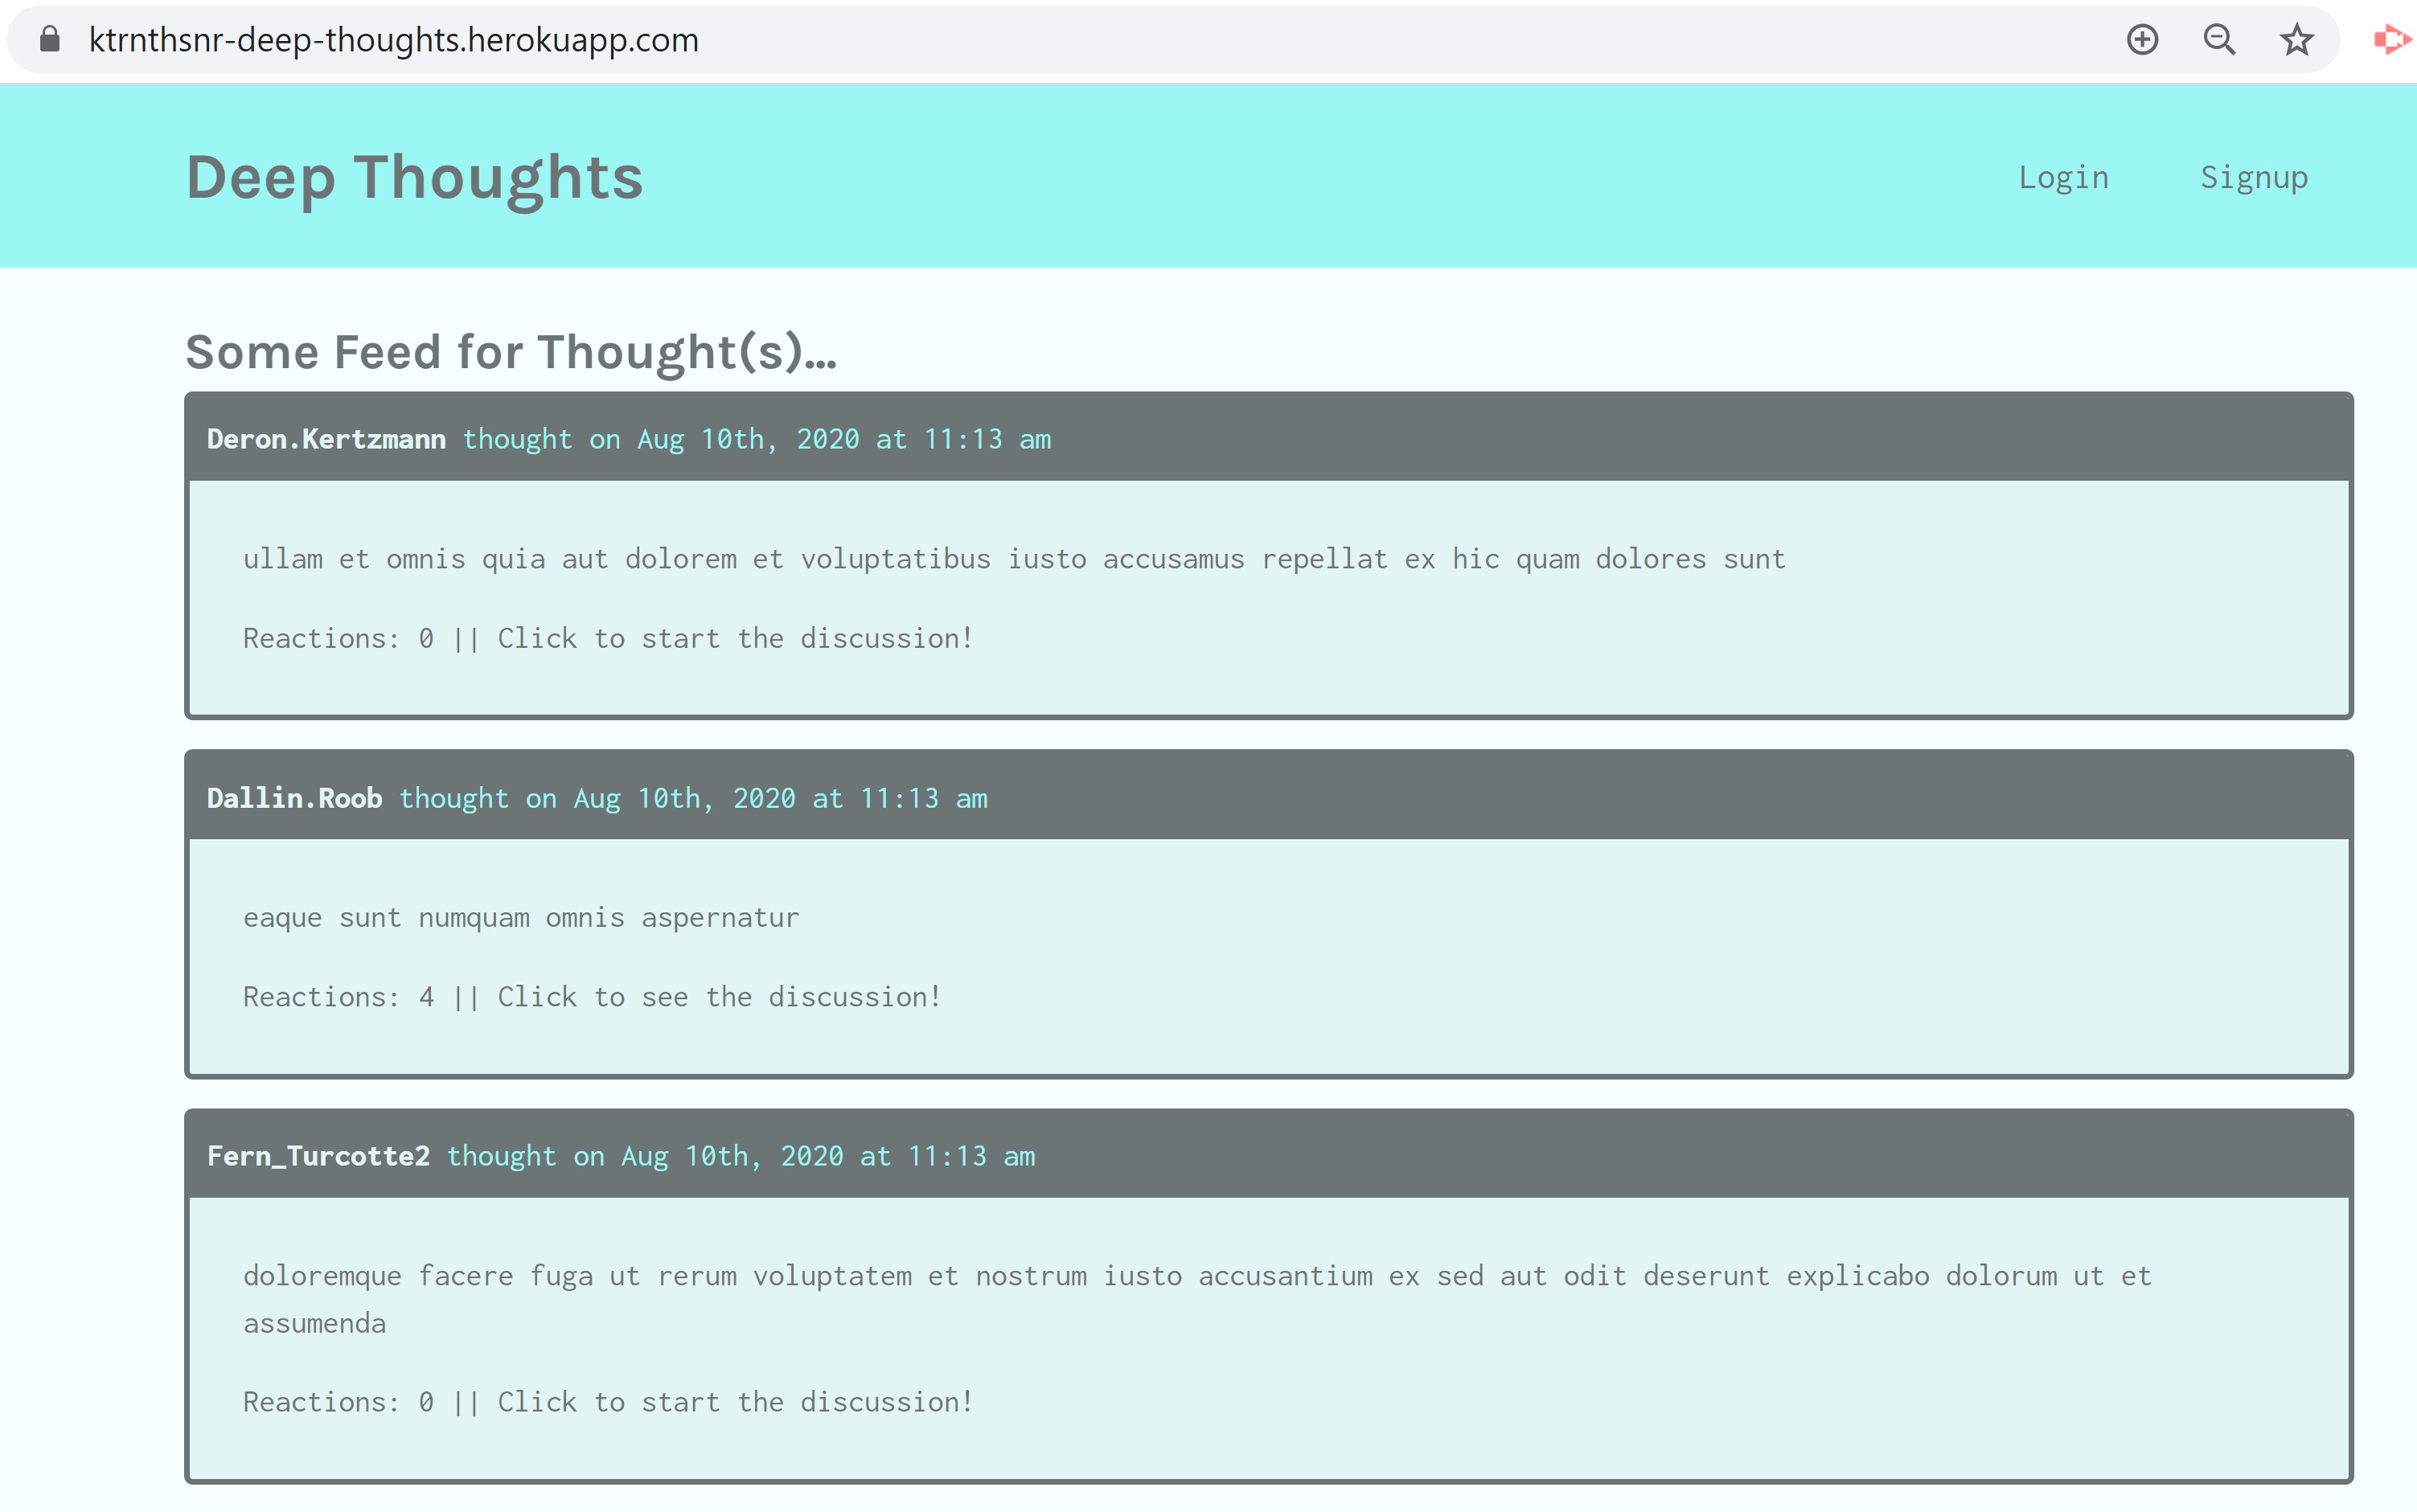 ktrnthsnr-deep-thoughts.herokuapp.com
Deep Thoughts
Login
Signup
Some Feed for Thought(s)...
Deron.Kertzmann thought on Aug 10th, 2020 at 11:13 am
ullam et omnis quia aut dolorem et voluptatibus iusto accusamus repellat ex hic quam dolores sunt
Reactions: 0 || Click to start the discussion!
Dallin.Roob thought on Aug 10th, 2020 at 11:13 am
eaque sunt numquam omnis aspernatur
Reactions: 4 || Click to see the discussion!
Fern_Turcotte2 thought on Aug 10th, 2020 at 11:13 am
doloremque facere fuga ut rerum voluptatem et nostrum iusto accusantium ex sed aut odit deserunt explicabo dolorum ut et
assumenda
Reactions: 0 || Click to start the discussion!